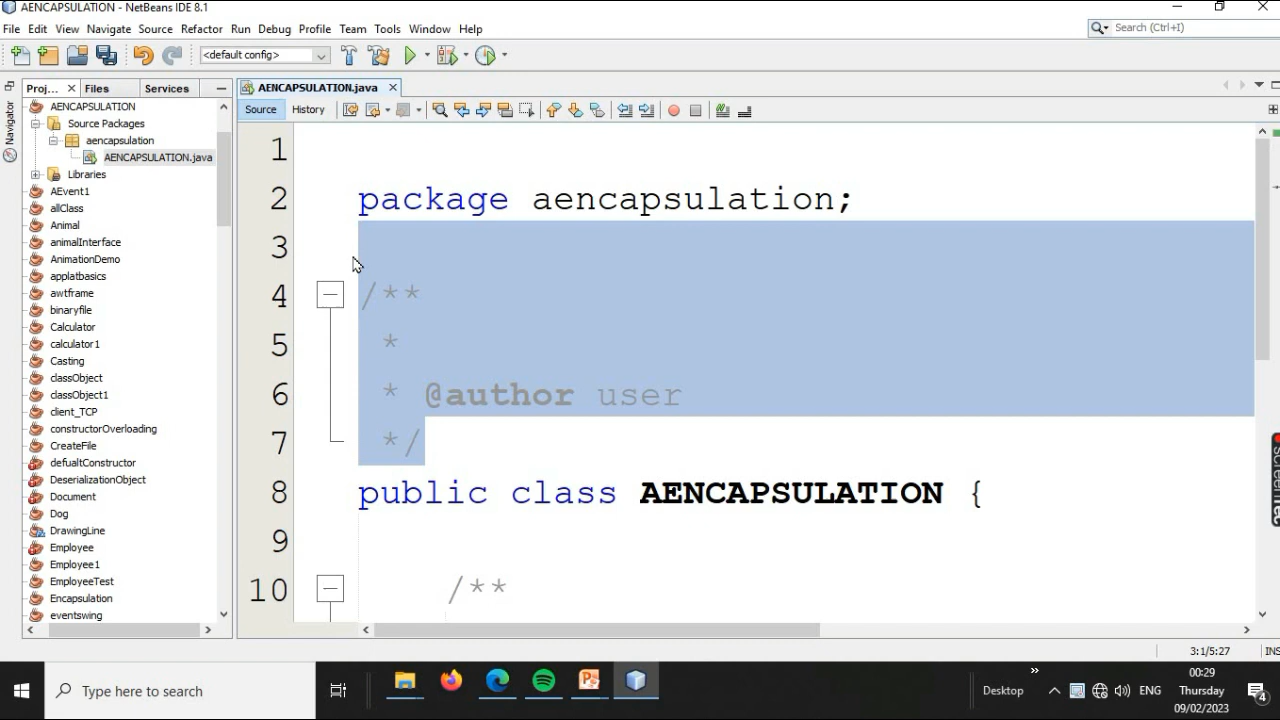 AENCAPSULATION - NetBeans IDE 8.1
File Edit View Navigate Source Refactor Run Debug Profile Team Tools Window Help
Search (Ctrl+I)
<default config>
Proj... Files Services
AENCAPSULATION.java
Navigator
Source History
AENCAPSULATION
Source Packages
aencapsulation
AENCAPSULATION.java
Libraries
AEvent1
allClass
Animal
animalInterface
AnimationDemo
applatbasics
awtframe
binaryfile
Calculator
calculator1
Casting
classObject
classObject1
client_TCP
constructorOverloading
CreateFile
defualtConstructor
DeserializationObject
Document
Dog
DrawingLine
Employee
Employee1
EmployeeTest
Encapsulation
eventswing
1
2 package aencapsulation;
3
4 /**
5 *
6 * @author user
7 */
8 public class AENCAPSULATION {
9
10 /**
3:1/5:27
INS
Type here to search
Desktop
ENG
00:29
Thursday
09/02/2023
4